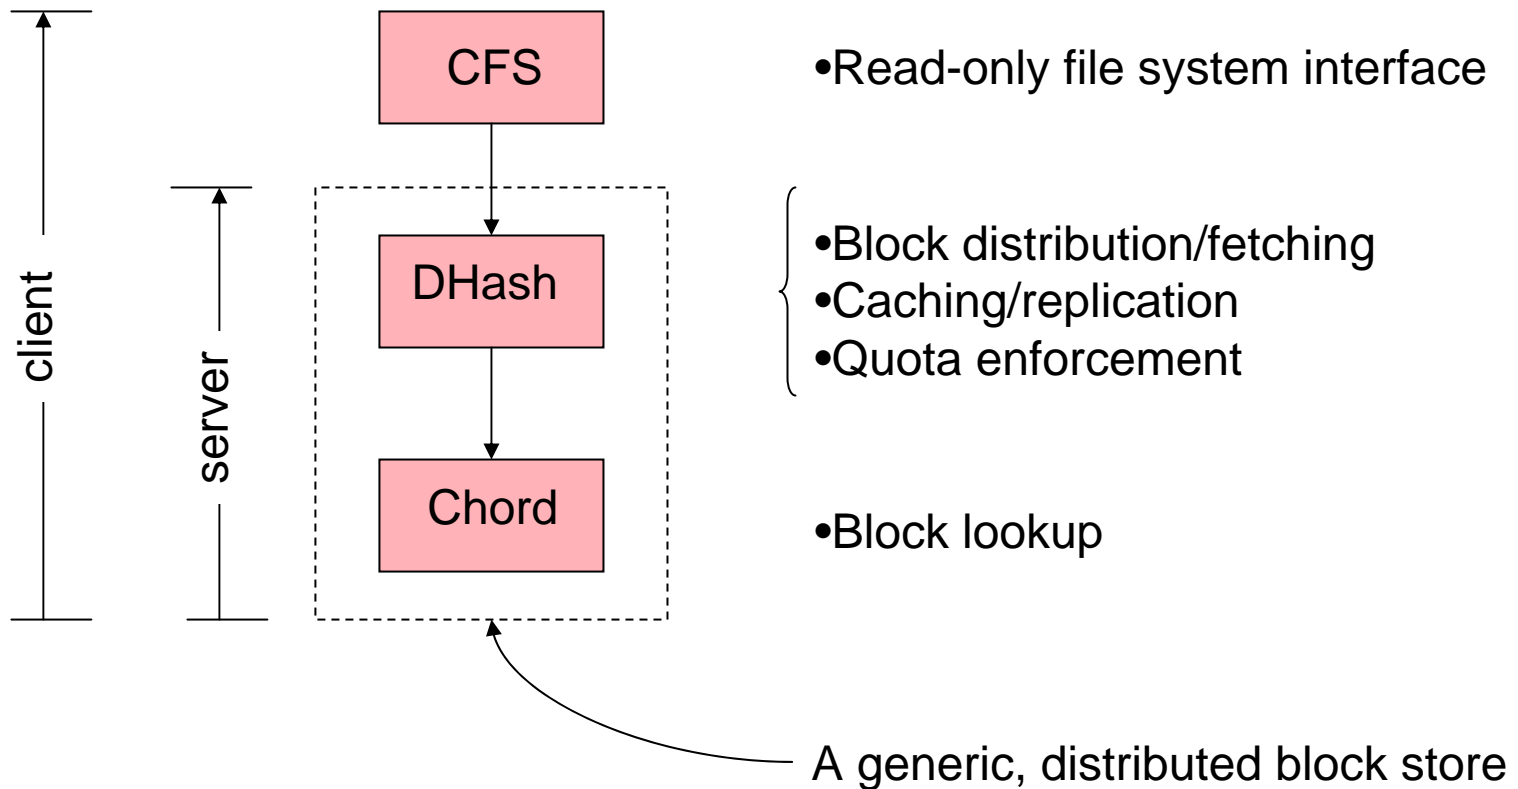 CFS
•Read-only file system interface
client
server
DHash
•Block distribution/fetching
•Caching/replication
•Quota enforcement
Chord
•Block lookup
A generic, distributed block store